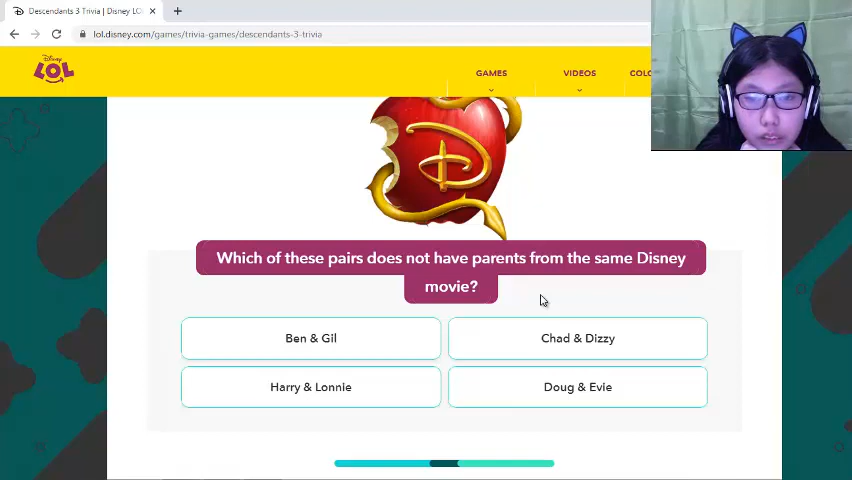 Descendants 3 Trivia | Disney LO
lol.disney.com/games/trivia-games/descendants-3-trivia
Disney
LOL
GAMES
VIDEOS
COLO
D
Which of these pairs does not have parents from the same Disney
movie?
Ben & Gil
Chad & Dizzy
Harry & Lonnie
Doug & Evie